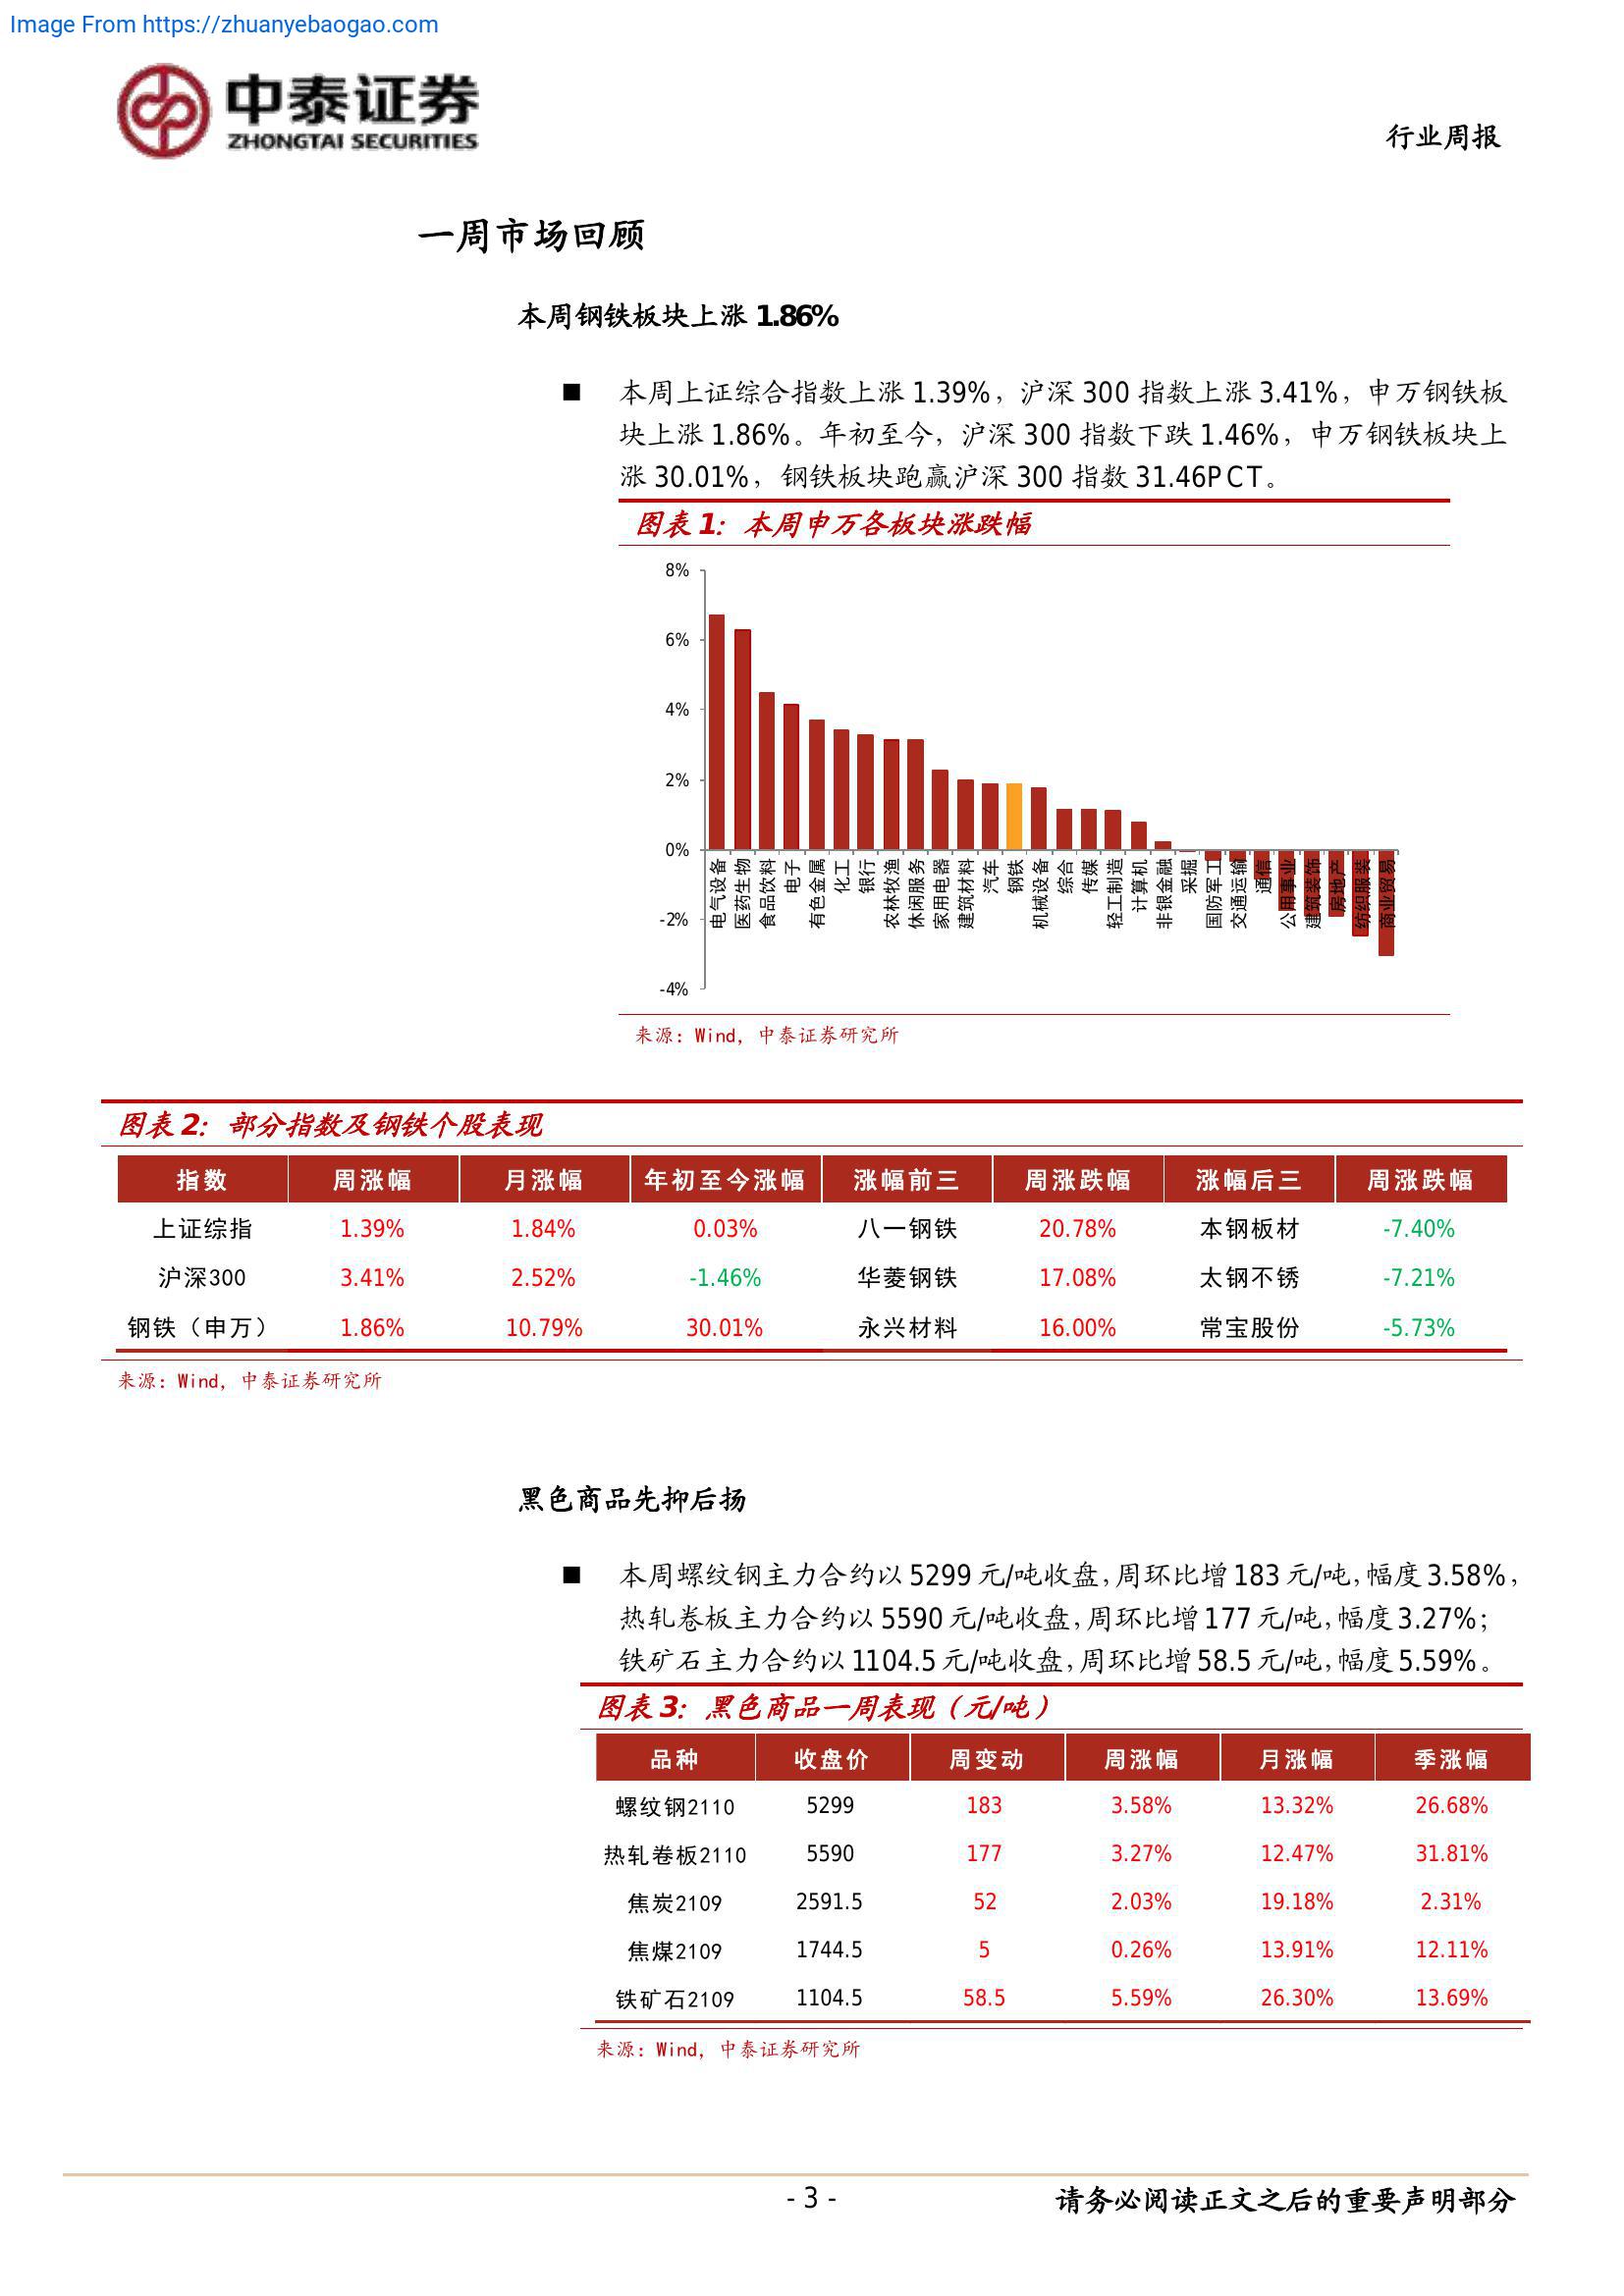 Image From https://zhuanyebaogao.com
中泰证券
ZHONGTAI SECURITIES
行业周报
一周市场回顾
本周钢铁板块上涨 1.86%
■ 本周上证综合指数上涨 1.39%，沪深 300 指数上涨 3.41%，申万钢铁板
块上涨 1.86%。年初至今，沪深 300 指数下跌 1.46%，申万钢铁板块上
涨 30.01%，钢铁板块跑赢沪深 300 指数 31.46PCT。
图表 1：本周申万各板块涨跌幅
8%
6%
4%
2%
0%
-2%
-4%
电气设备 医药生物 食品饮料 电子 有色金属 化工 银行 农林牧渔 休闲服务 家用电器 建筑材料 汽车 钢铁 机械设备 综合 传媒 轻工制造 计算机 非银金融 采掘 国防军工 交通运输 通信 公用事业 建筑装饰 房地产 纺织服装 商业贸易
来源：Wind，中泰证券研究所
图表 2：部分指数及钢铁个股表现
指数 周涨幅 月涨幅 年初至今涨幅 涨幅前三 周涨跌幅 涨幅后三 周涨跌幅
上证综指 1.39% 1.84% 0.03% 八一钢铁 20.78% 本钢板材 -7.40%
沪深300 3.41% 2.52% -1.46% 华菱钢铁 17.08% 太钢不锈 -7.21%
钢铁（申万） 1.86% 10.79% 30.01% 永兴材料 16.00% 常宝股份 -5.73%
来源：Wind，中泰证券研究所
黑色商品先抑后扬
■ 本周螺纹钢主力合约以 5299 元/吨收盘，周环比增 183 元/吨，幅度 3.58%，
热轧卷板主力合约以 5590 元/吨收盘，周环比增 177 元/吨，幅度 3.27%；
铁矿石主力合约以 1104.5 元/吨收盘，周环比增 58.5 元/吨，幅度 5.59%。
图表 3：黑色商品一周表现（元/吨）
品种 收盘价 周变动 周涨幅 月涨幅 季涨幅
螺纹钢2110 5299 183 3.58% 13.32% 26.68%
热轧卷板2110 5590 177 3.27% 12.47% 31.81%
焦炭2109 2591.5 52 2.03% 19.18% 2.31%
焦煤2109 1744.5 5 0.26% 13.91% 12.11%
铁矿石2109 1104.5 58.5 5.59% 26.30% 13.69%
来源：Wind，中泰证券研究所
- 3 -
请务必阅读正文之后的重要声明部分